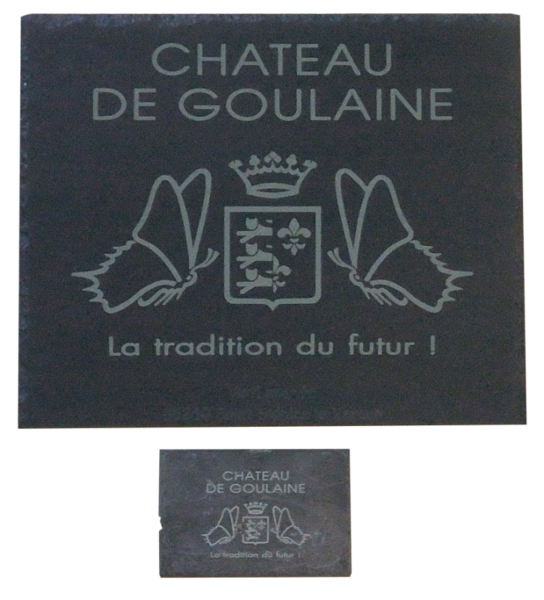 CHATEAU
DE GOULAINE
La tradition du futur !
CHATEAU
DE GOULAINE
La tradition du futur !